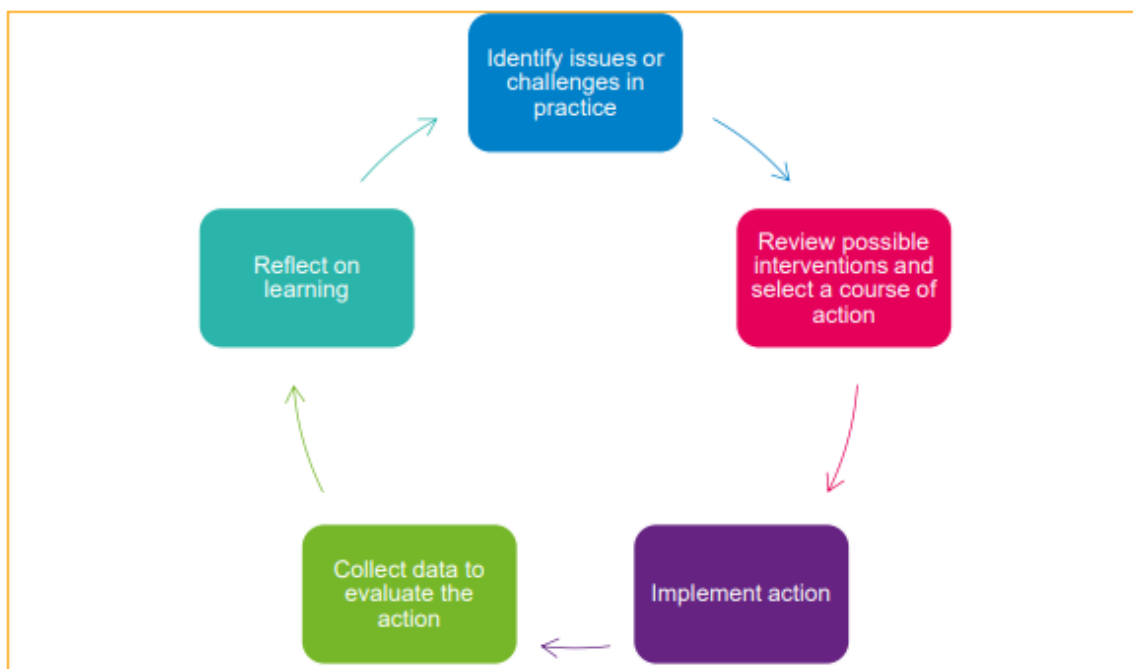 Identify issues or
challenges in
practice
Review possible
interventions and
select a course of
action
Implement action
Collect data to
evaluate the
action
Reflect on
learning